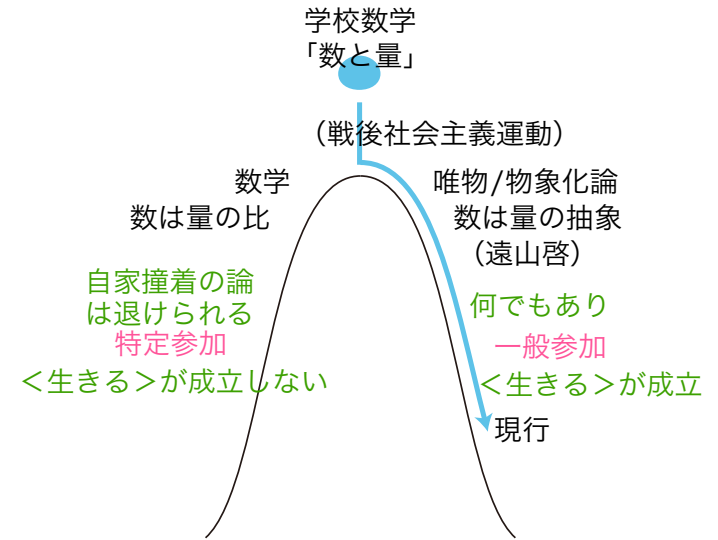 学校数学
「数と量」
(戦後社会主義運動)
数学
数は量の比
自家撞着の論
は退けられる
特定参加
<生きる>が成立しない
唯物/物象化論
数は量の抽象
(遠山啓)
何でもあり
一般参加
<生きる>が成立
現行